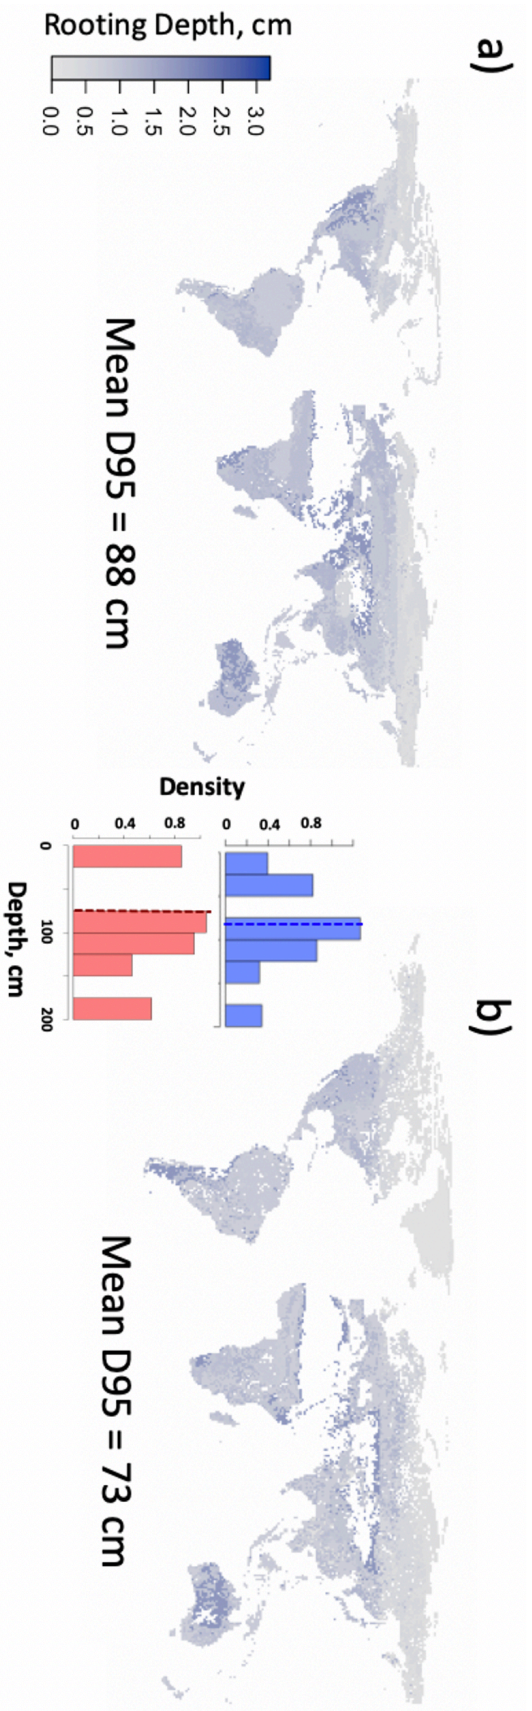 a)
Rooting Depth, cm
0.0 0.5 1.0 1.5 2.0 2.5 3.0
Mean D95 = 88 cm
b)
Mean D95 = 73 cm
Density
0 0.4 0.8
0 0.4 0.8
0 100 200
Depth, cm